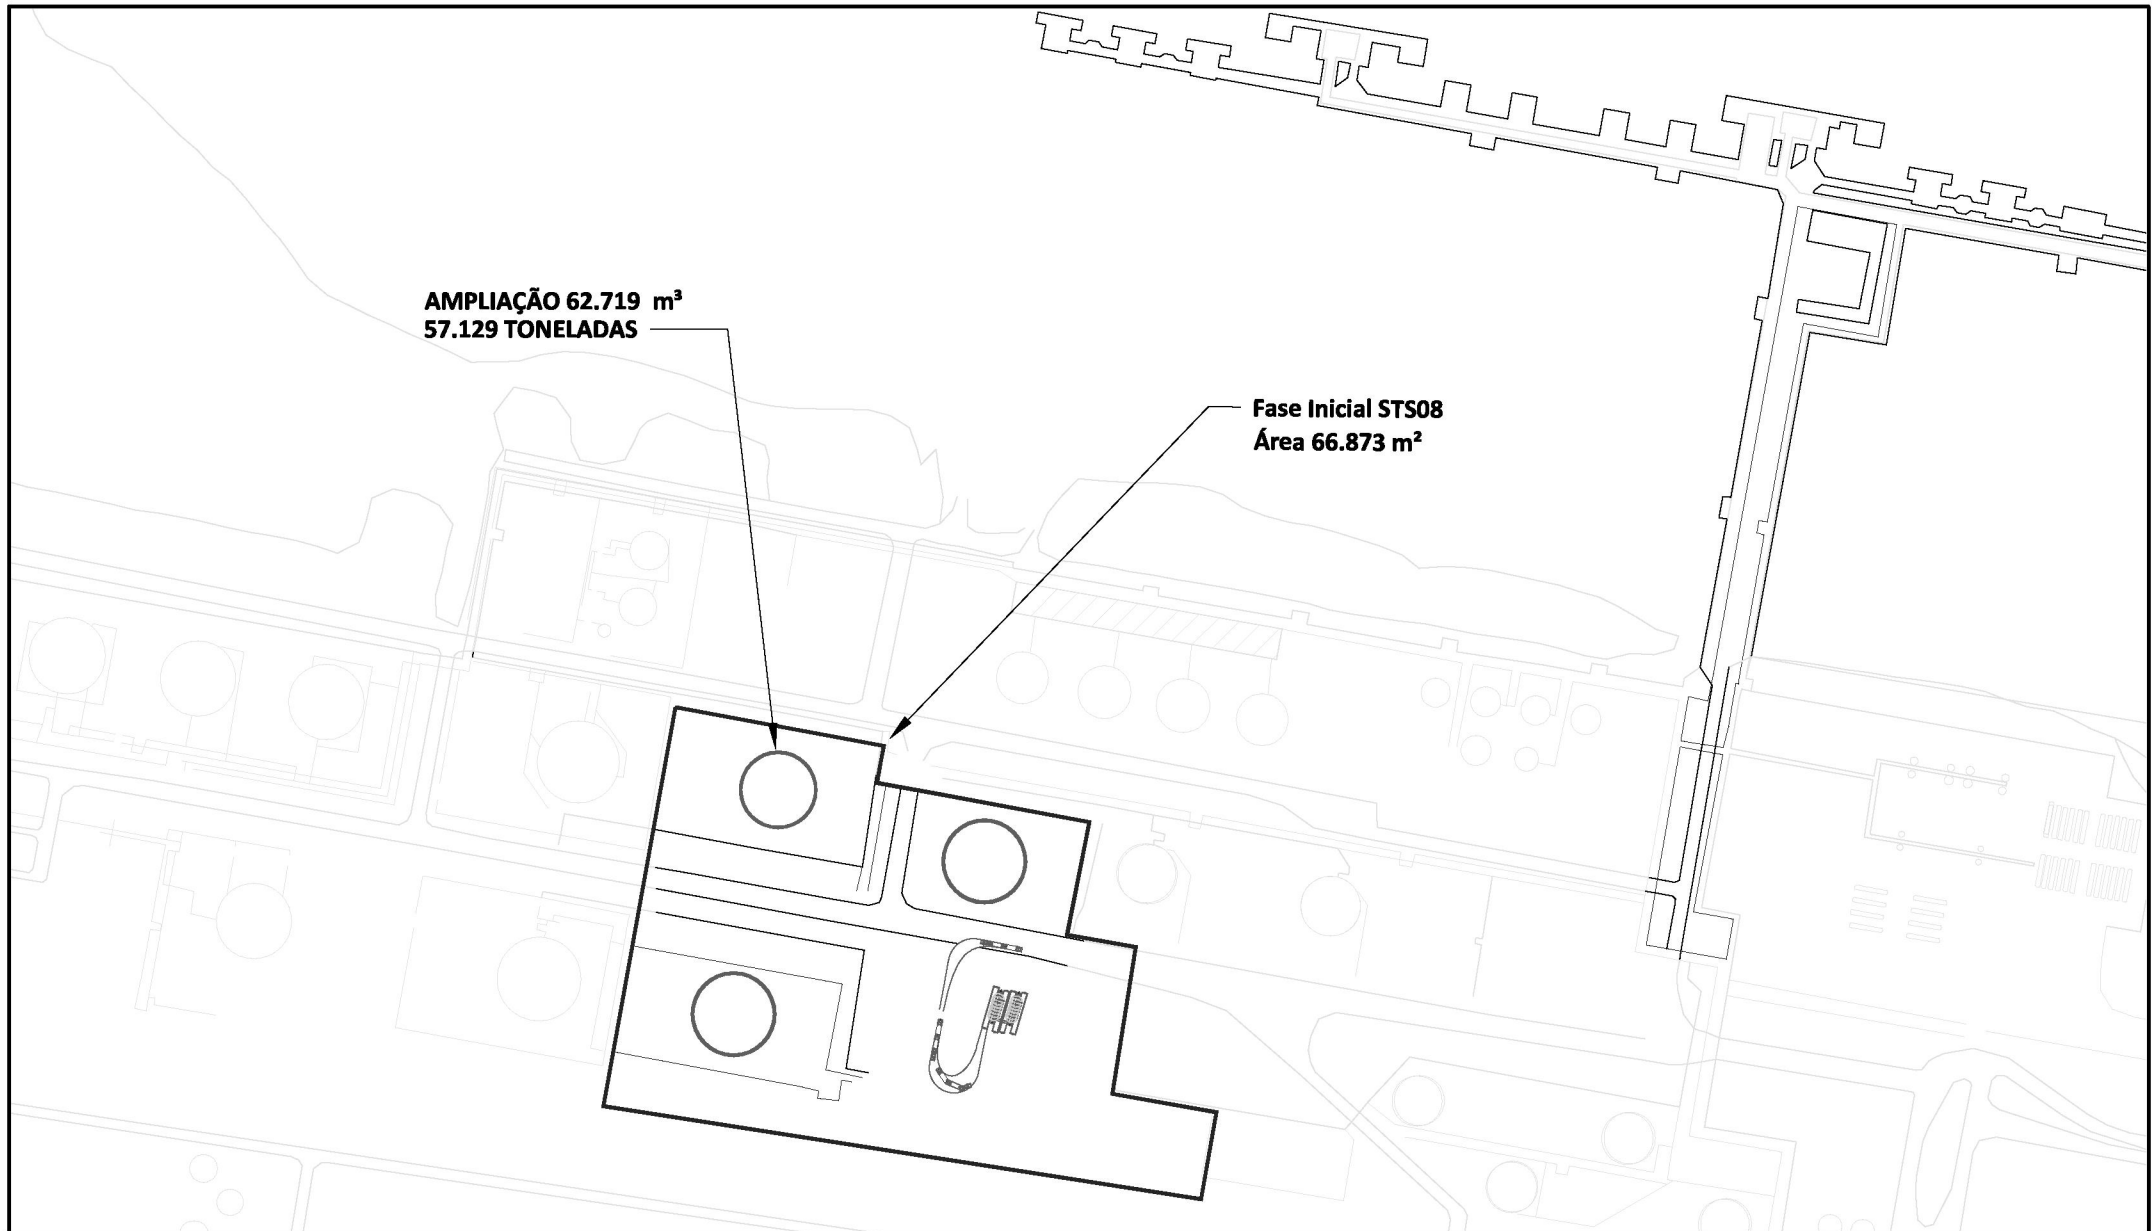 AMPLIAÇÃO 62.719 m³
57.129 TONELADAS
Fase Inicial STS08
Área 66.873 m²